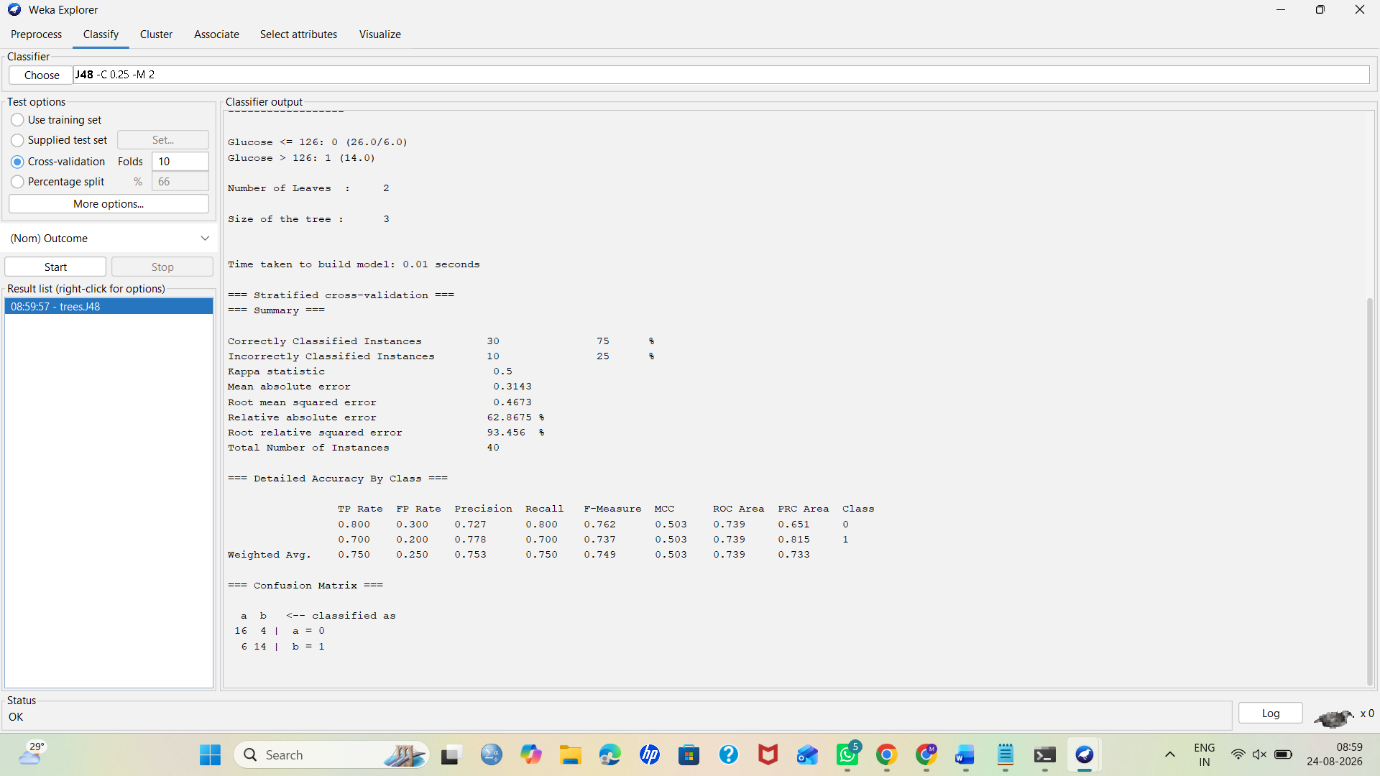 Weka Explorer
Preprocess Classify Cluster Associate Select attributes Visualize
Classifier
Choose J48 -C 0.25 -M 2
Test options
Use training set
Supplied test set Set...
Cross-validation Folds 10
Percentage split % 66
More options...
(Nom) Outcome
Start Stop
Result list (right-click for options)
08:59:57 - trees.J48
Classifier output
------------------
Glucose <= 126: 0 (26.0/6.0)
Glucose > 126: 1 (14.0)
Number of Leaves : 2
Size of the tree : 3
Time taken to build model: 0.01 seconds
=== Stratified cross-validation ===
=== Summary ===
Correctly Classified Instances 30 75 %
Incorrectly Classified Instances 10 25 %
Kappa statistic 0.5
Mean absolute error 0.3143
Root mean squared error 0.4673
Relative absolute error 62.8675 %
Root relative squared error 93.456 %
Total Number of Instances 40
=== Detailed Accuracy By Class ===
TP Rate FP Rate Precision Recall F-Measure MCC ROC Area PRC Area Class
0.800 0.300 0.727 0.800 0.762 0.503 0.739 0.651 0
0.700 0.200 0.778 0.700 0.737 0.503 0.739 0.815 1
Weighted Avg. 0.750 0.250 0.753 0.750 0.749 0.503 0.739 0.733
=== Confusion Matrix ===
a b <-- classified as
16 4 | a = 0
6 14 | b = 1
Status
OK
Log
x 0
29°
Search
5
M
ENG
IN
08:59
24-08-2026